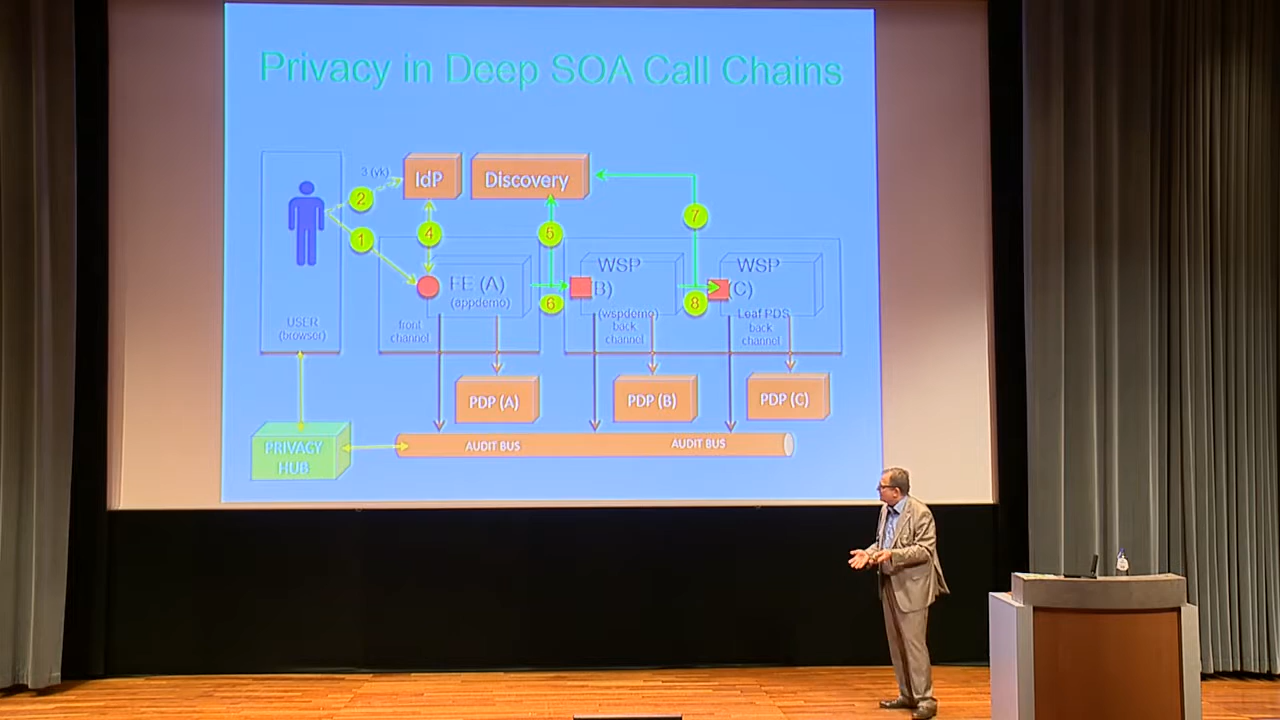 Privacy in Deep SOA Call Chains
3 (vk)
IdP
Discovery
2
1
4
5
7
6
8
FE (A)
(appdemo)
WSP
(B)
(wspdemo)
WSP
(C)
Leaf PDS
USER
(browser)
front
channel
back
channel
back
channel
PDP (A)
PDP (B)
PDP (C)
PRIVACY
HUB
AUDIT BUS
AUDIT BUS